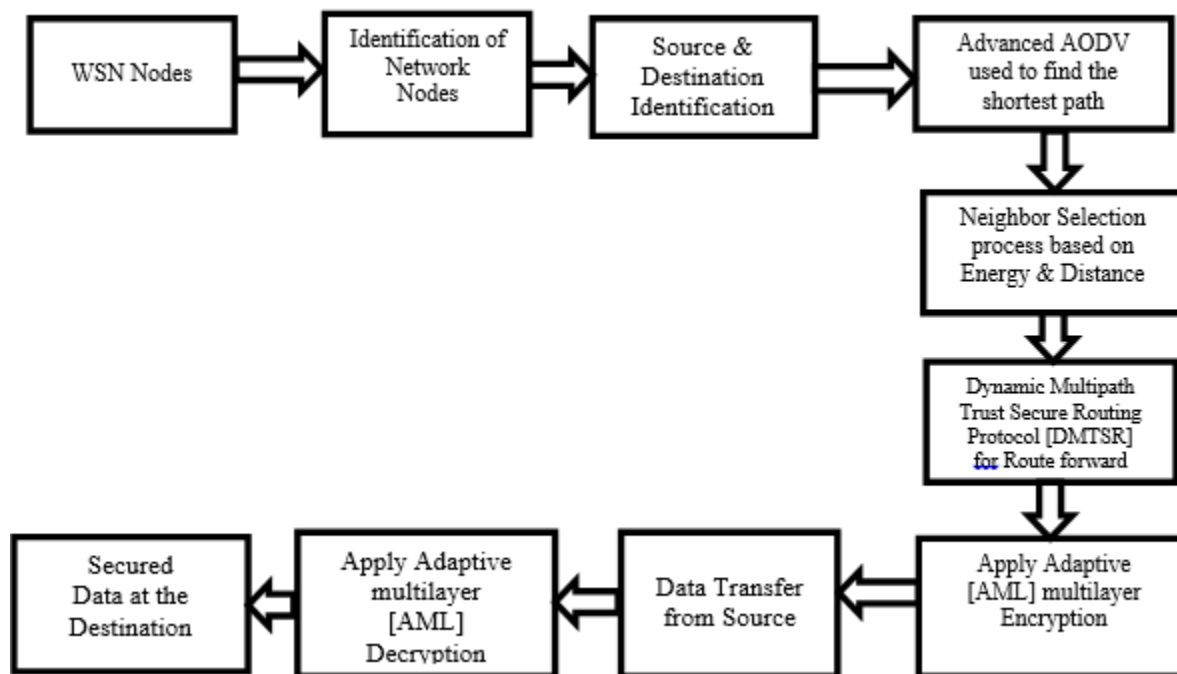 WSN Nodes
Identification of
Network
Nodes
Source &
Destination
Identification
Advanced AODV
used to find the
shortest path
Neighbor Selection
process based on
Energy & Distance
Dynamic Multipath
Trust Secure Routing
Protocol [DMTSR]
for Route forward
Apply Adaptive
[AML] multilayer
Encryption
Data Transfer
from Source
Apply Adaptive
multilayer
[AML]
Decryption
Secured
Data at the
Destination